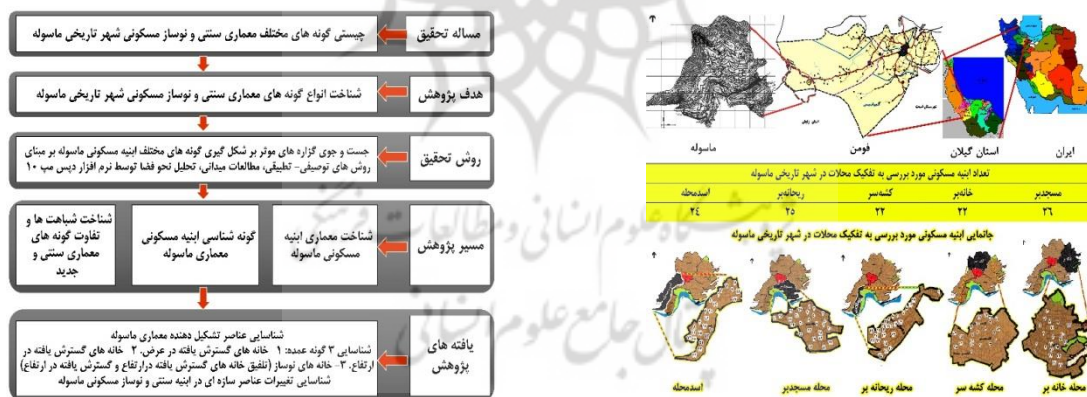 مساله تحقیق
چیستی گونه های مختلف معماری سنتی و نوساز مسکونی شهر تاریخی ماسوله
هدف پژوهش
شناخت انواع گونه های معماری سنتی و نوساز مسکونی شهر تاریخی ماسوله
روش تحقیق
جست و جوی گزاره های موثر بر شکل گیری گونه های مختلف ابنیه مسکونی ماسوله بر مبنای
روش های توصیفی- تطبیقی، مطالعات میدانی، تحلیل نحو فضا توسط نرم افزار دپس مپ ۱۰
مسیر پژوهش
شناخت معماری ابنیه
مسکونی ماسوله
گونه شناسی ابنیه مسکونی
معماری ماسوله
شناخت شباهت ها و
تفاوت گونه های
معماری سنتی و
جدید
یافته های
پژوهش
شناسایی عناصر تشکیل دهنده معماری ماسوله
شناسایی ۳ گونه عمده: ۱- خانه های گسترش یافته در عرض، ۲- خانه های گسترش یافته در
ارتفاع، ۳- خانه های نوساز (تلفیق خانه های گسترش یافته درارتفاع و گسترش یافته در ارتفاع)
شناسایی تغییرات عناصر سازه ای در ابنیه سنتی و نوساز مسکونی ماسوله
ایران
استان گیلان
فومن
ماسوله
تعداد ابنیه مسکونی مورد بررسی به تفکیک محلات در شهر تاریخی ماسوله
مسجدبر خانه‌بر کشه‌سر ریحانه‌بر اسدمحله
۲۶ ۲۲ ۲۲ ۲۵ ۲۴
جانمایی ابنیه مسکونی مورد بررسی به تفکیک محلات در شهر تاریخی ماسوله
محله خانه بر
محله کشه سر
محله ریحانه بر
محله مسجدبر
اسدمحله
پژوهشگاه علوم انسانی و مطالعات فرهنگی
پرتال جامع علوم انسانی